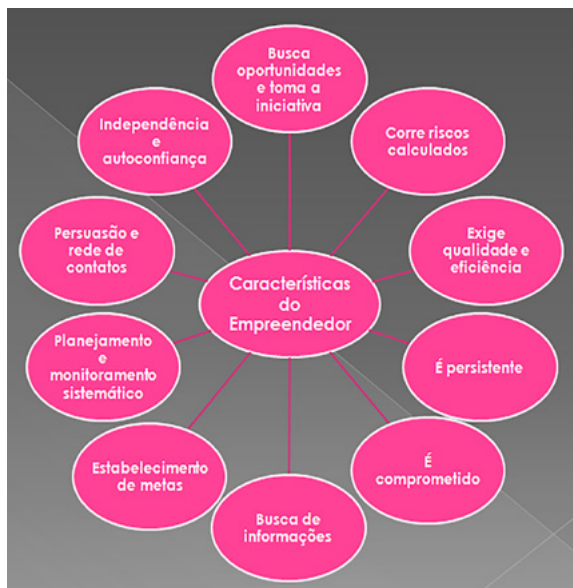 Busca
oportunidades
e toma a
iniciativa
Corre riscos
calculados
Exige
qualidade e
eficiência
É persistente
É
comprometido
Busca de
informações
Estabelecimento
de metas
Planejamento
e
monitoramento
sistemático
Persuasão e
rede de
contatos
Independência
e
autoconfiança
Características
do
Empreendedor